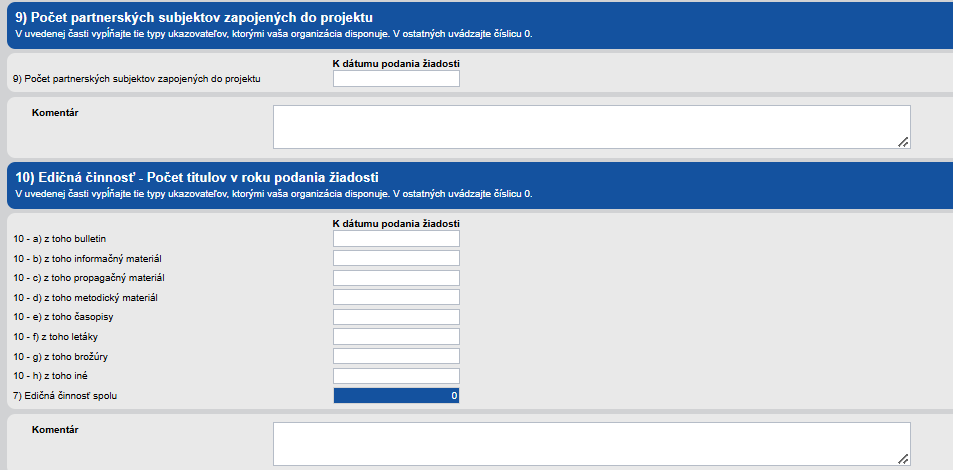 9) Počet partnerských subjektov zapojených do projektu
V uvedenej časti vypĺňajte tie typy ukazovateľov, ktorými vaša organizácia disponuje. V ostatných uvádzajte číslicu 0.
K dátumu podania žiadosti
9) Počet partnerských subjektov zapojených do projektu
Komentár
10) Edičná činnosť - Počet titulov v roku podania žiadosti
V uvedenej časti vypĺňajte tie typy ukazovateľov, ktorými vaša organizácia disponuje. V ostatných uvádzajte číslicu 0.
K dátumu podania žiadosti
10 - a) z toho bulletin
10 - b) z toho informačný materiál
10 - c) z toho propagačný materiál
10 - d) z toho metodický materiál
10 - e) z toho časopisy
10 - f) z toho letáky
10 - g) z toho brožúry
10 - h) z toho iné
7) Edičná činnosť spolu 0
Komentár